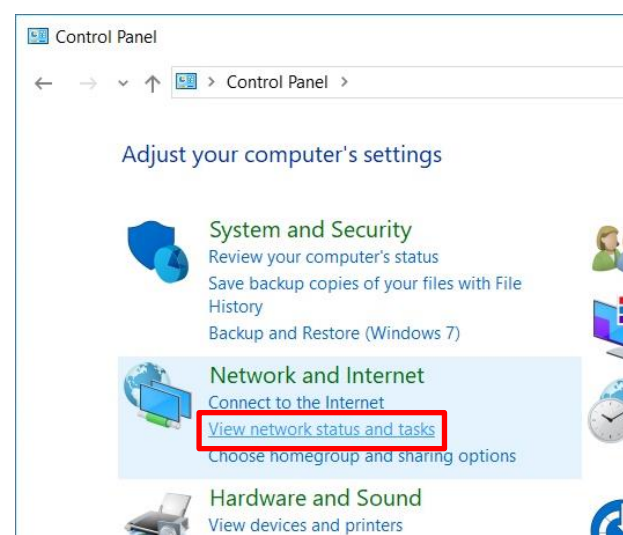 Control Panel
Control Panel
Adjust your computer's settings
System and Security
Review your computer's status
Save backup copies of your files with File
History
Backup and Restore (Windows 7)
Network and Internet
Connect to the Internet
View network status and tasks
Choose homegroup and sharing options
Hardware and Sound
View devices and printers